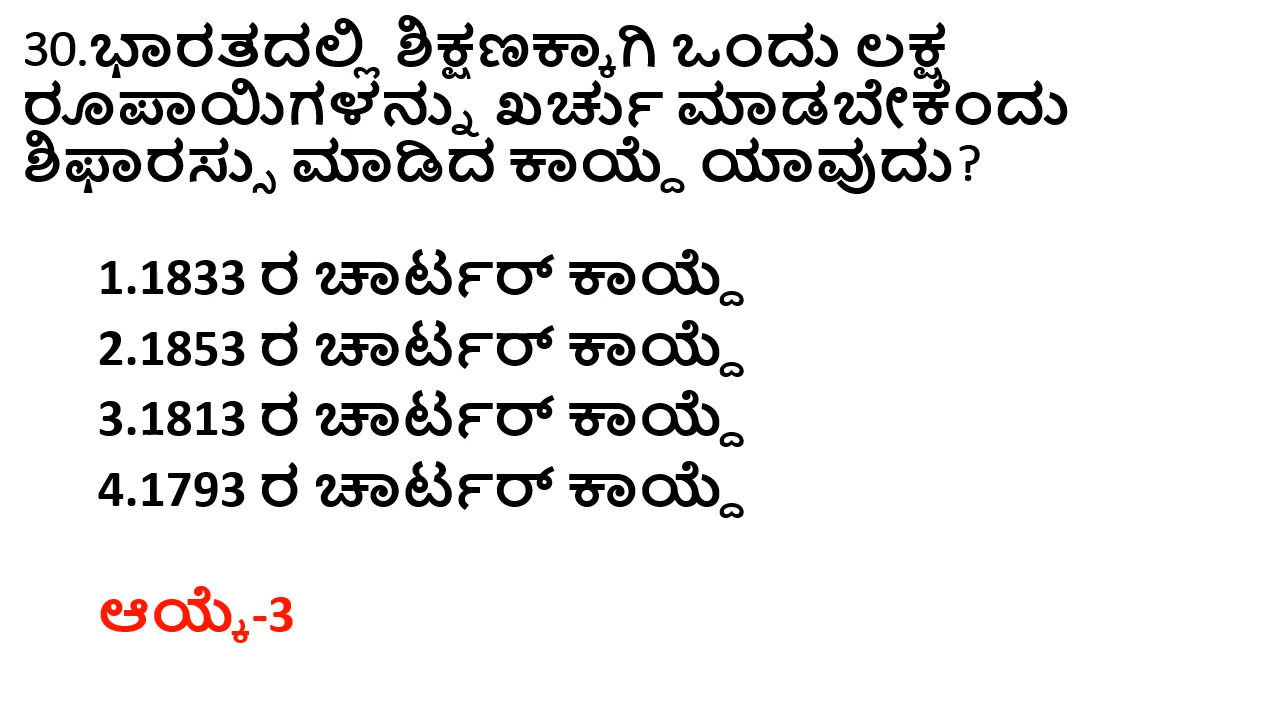 30.ಭಾರತದಲ್ಲಿ ಶಿಕ್ಷಣಕ್ಕಾಗಿ ಒಂದು ಲಕ್ಷ
ರೂಪಾಯಿಗಳನ್ನು ಖರ್ಚು ಮಾಡಬೇಕೆಂದು
ಶಿಫಾರಸ್ಸು ಮಾಡಿದ ಕಾಯ್ದೆ ಯಾವುದು?
1.1833 ರ ಚಾರ್ಟರ್ ಕಾಯ್ದೆ
2.1853 ರ ಚಾರ್ಟರ್ ಕಾಯ್ದೆ
3.1813 ರ ಚಾರ್ಟರ್ ಕಾಯ್ದೆ
4.1793 ರ ಚಾರ್ಟರ್ ಕಾಯ್ದೆ
ಆಯ್ಕೆ-3